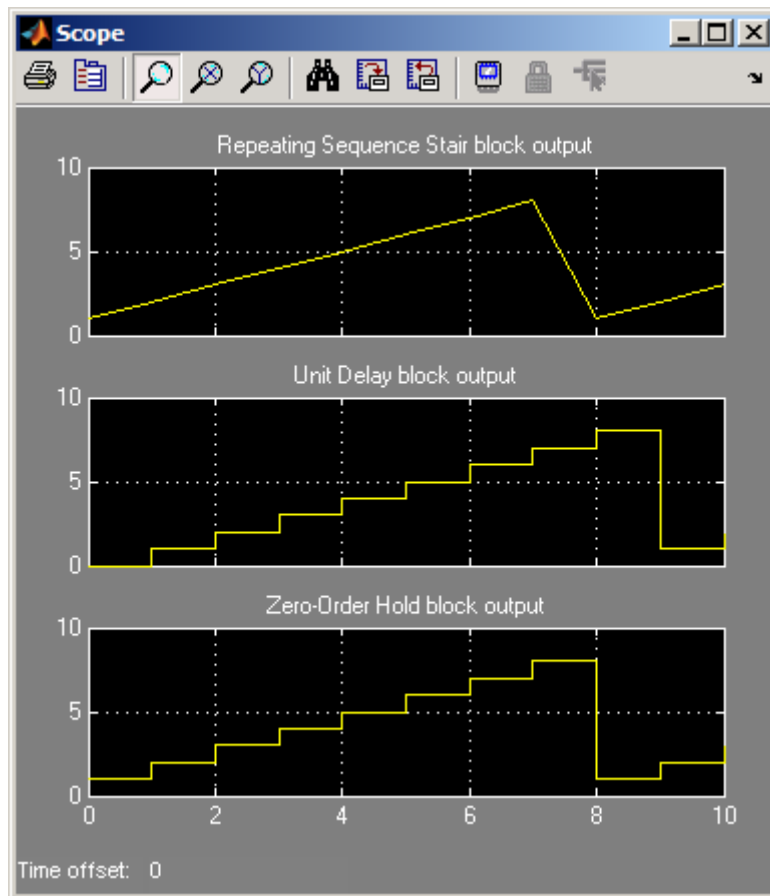 Scope
Repeating Sequence Stair block output
10
5
0
Unit Delay block output
10
5
0
Zero-Order Hold block output
10
5
0
0 2 4 6 8 10
Time offset: 0